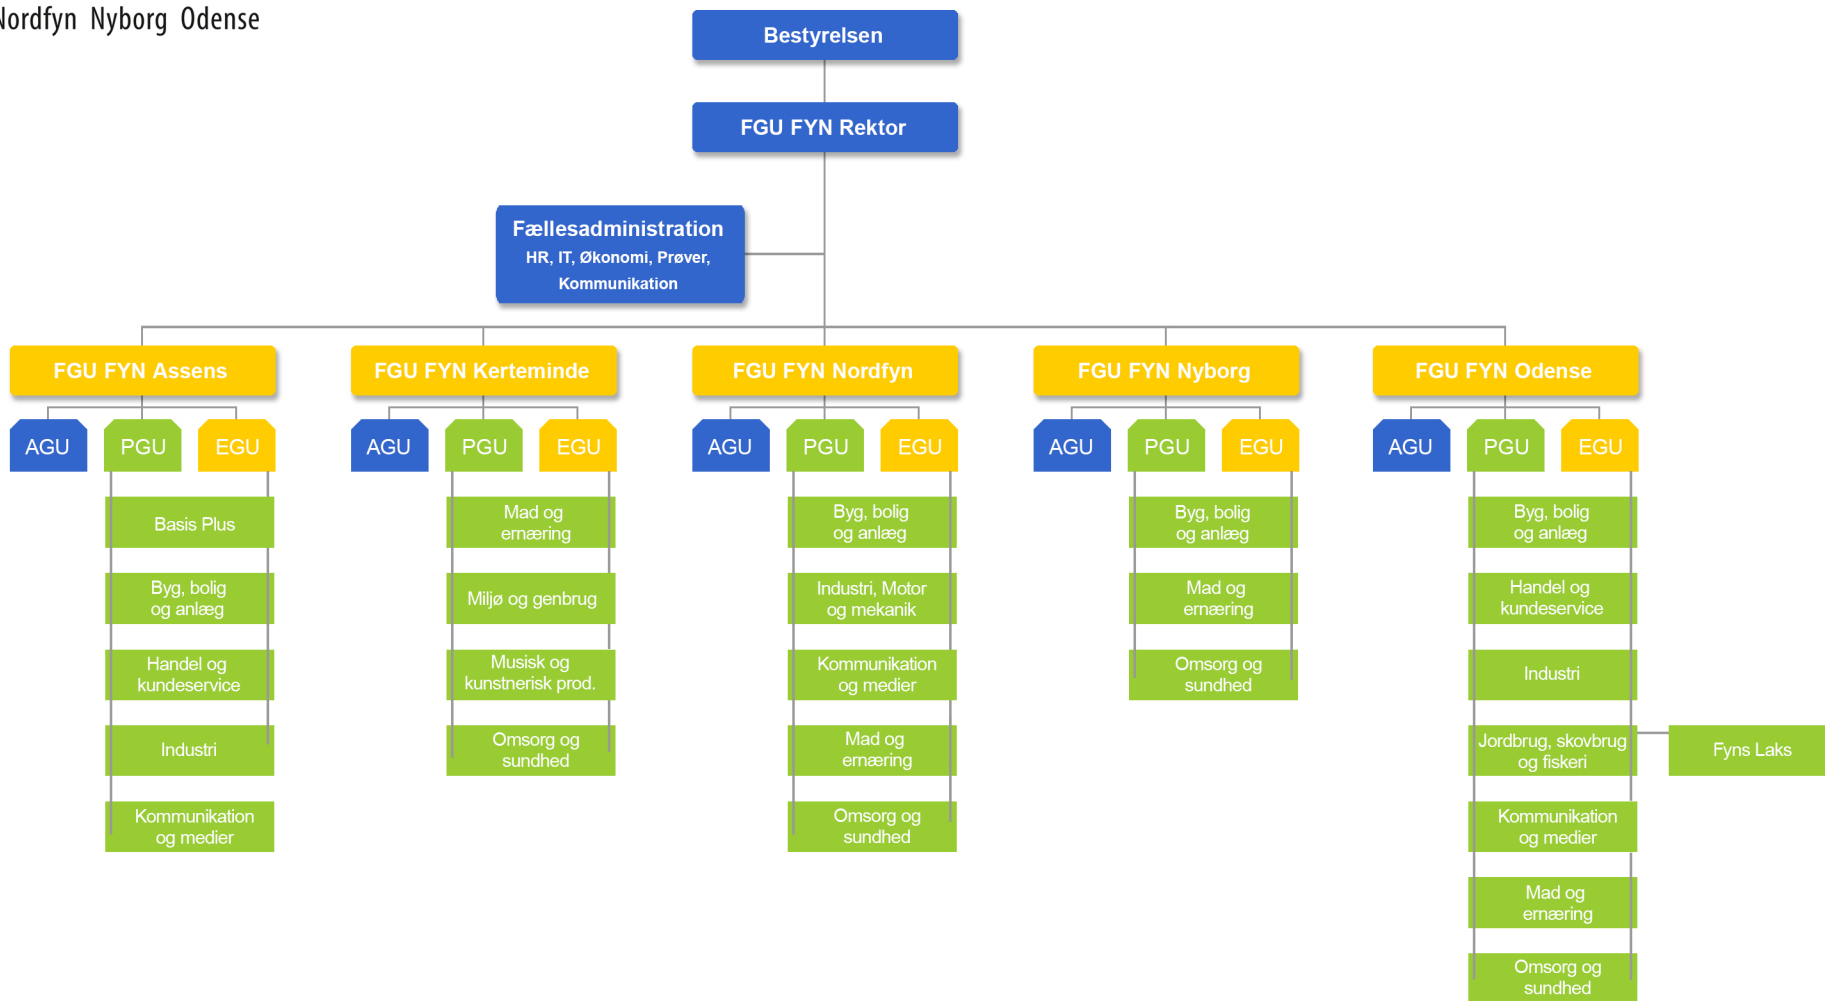 Nordfyn Nyborg Odense
Bestyrelsen
FGU FYN Rektor
Fællesadministration
HR, IT, Økonomi, Prøver,
Kommunikation
FGU FYN Assens
AGU
PGU
EGU
Basis Plus
Byg, bolig
og anlæg
Handel og
kundeservice
Industri
Kommunikation
og medier
FGU FYN Kerteminde
AGU
PGU
EGU
Mad og
ernæring
Miljø og genbrug
Musisk og
kunstnerisk prod.
Omsorg og
sundhed
FGU FYN Nordfyn
AGU
PGU
EGU
Byg, bolig
og anlæg
Industri, Motor
og mekanik
Kommunikation
og medier
Mad og
ernæring
Omsorg og
sundhed
FGU FYN Nyborg
AGU
PGU
EGU
Byg, bolig
og anlæg
Mad og
ernæring
Omsorg og
sundhed
FGU FYN Odense
AGU
PGU
EGU
Byg, bolig
og anlæg
Handel og
kundeservice
Industri
Jordbrug, skovbrug
og fiskeri
Fyns Laks
Kommunikation
og medier
Mad og
ernæring
Omsorg og
sundhed